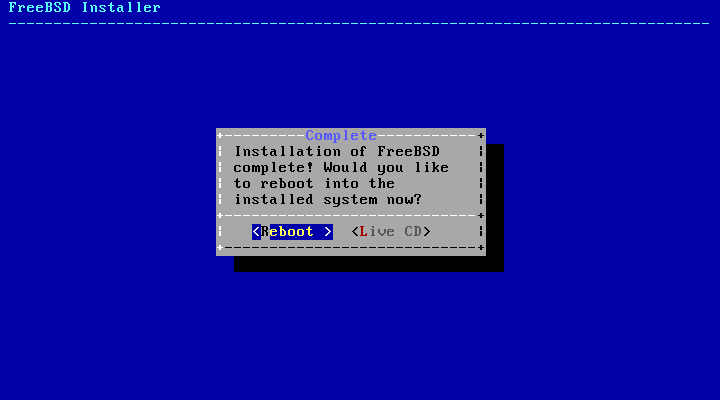 FreeBSD Installer
Complete
Installation of FreeBSD
complete! Would you like
to reboot into the
installed system now?
<Reboot > <Live CD>